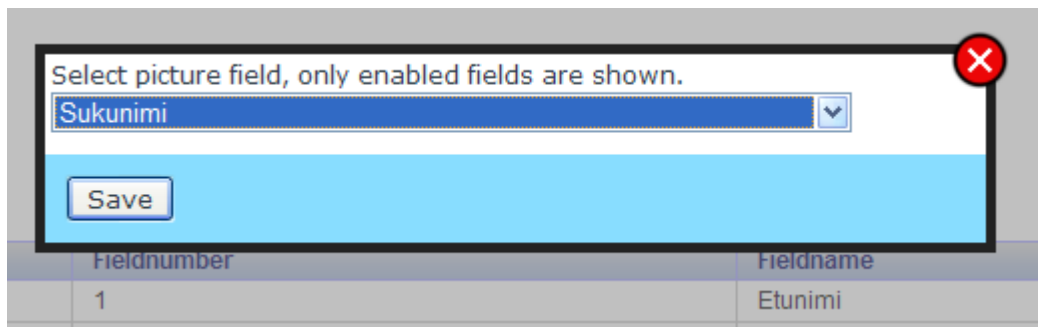 Select picture field, only enabled fields are shown.
Sukunimi
Save
Fieldnumber Fieldname
1 Etunimi